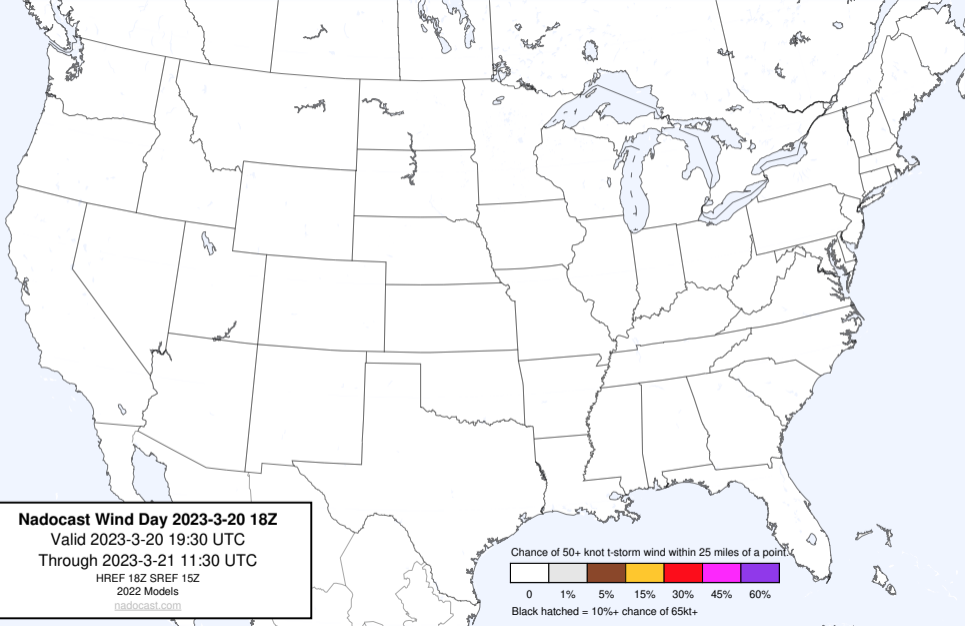 Nadocast Wind Day 2023-3-20 18Z
Valid 2023-3-20 19:30 UTC
Through 2023-3-21 11:30 UTC
HREF 18Z SREF 15Z
2022 Models
nadocast.com
Chance of 50+ knot t-storm wind within 25 miles of a point.
0 1% 5% 15% 30% 45% 60%
Black hatched = 10%+ chance of 65kt+